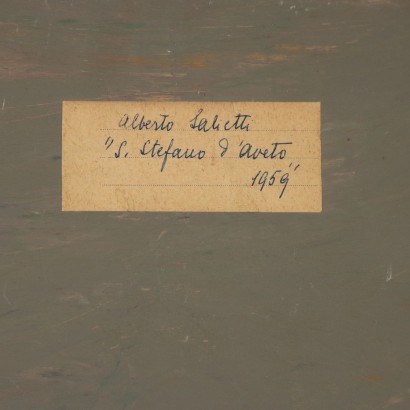 Alberto Salietti
"S. Stefano d'Aveto"
1959